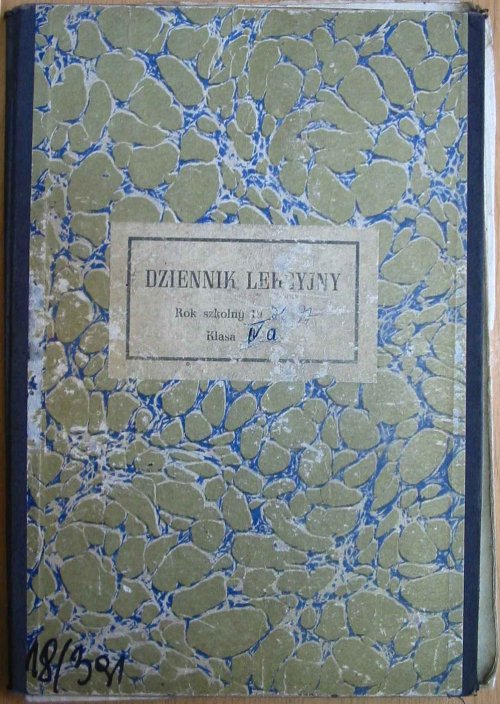 DZIENNIK LEKCYJNY
Rok szkolny 19
Klasa IV a
18/391